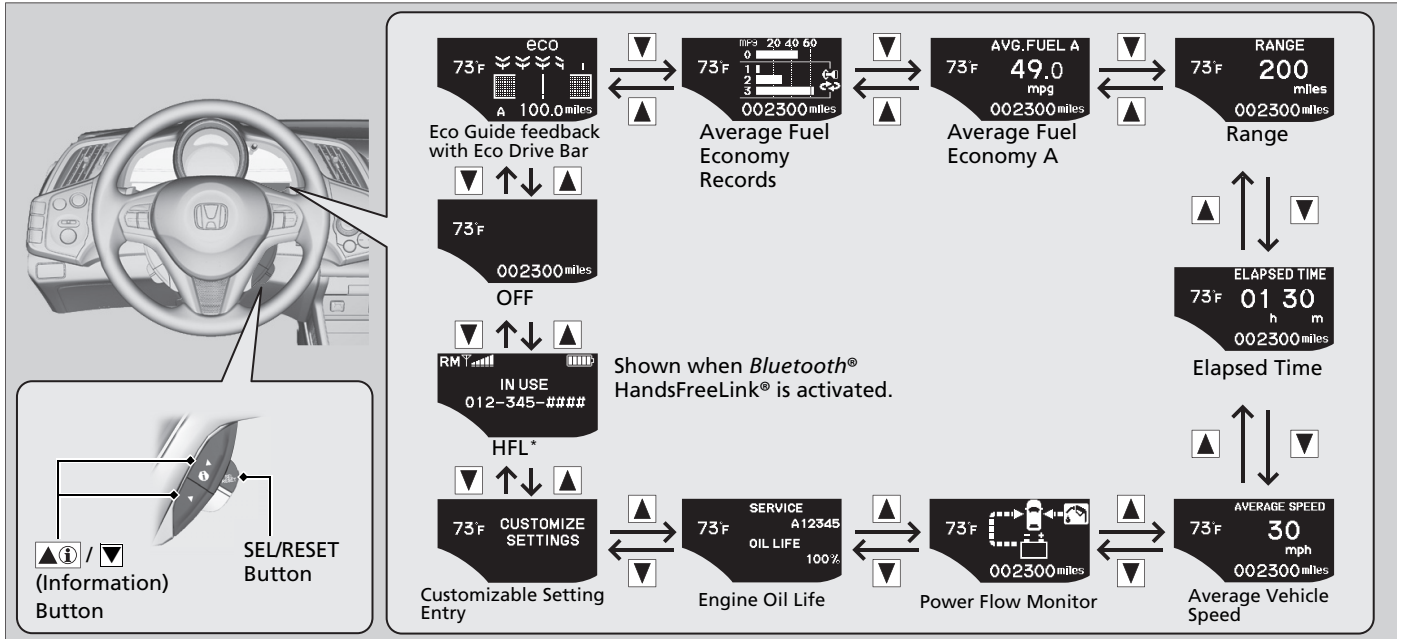 eco
73°F
A 100.0 miles
Eco Guide feedback
with Eco Drive Bar
mpg 20 40 60
0
1
2
3
73°F
002300 miles
Average Fuel
Economy
Records
AVG.FUEL A
73°F
49.0
mpg
002300 miles
Average Fuel
Economy A
RANGE
73°F
200
miles
002300 miles
Range
73°F
002300 miles
OFF
ELAPSED TIME
73°F
01 30
h m
002300 miles
Elapsed Time
RM
IN USE
012-345-####
HFL*
Shown when Bluetooth®
HandsFreeLink® is activated.
73°F
CUSTOMIZE
SETTINGS
Customizable Setting
Entry
SERVICE
73°F
A12345
OIL LIFE
100%
Engine Oil Life
73°F
002300 miles
Power Flow Monitor
AVERAGE SPEED
73°F
30
mph
002300 miles
Average Vehicle
Speed
▲ⓘ / ▼
(Information)
Button
SEL/RESET
Button